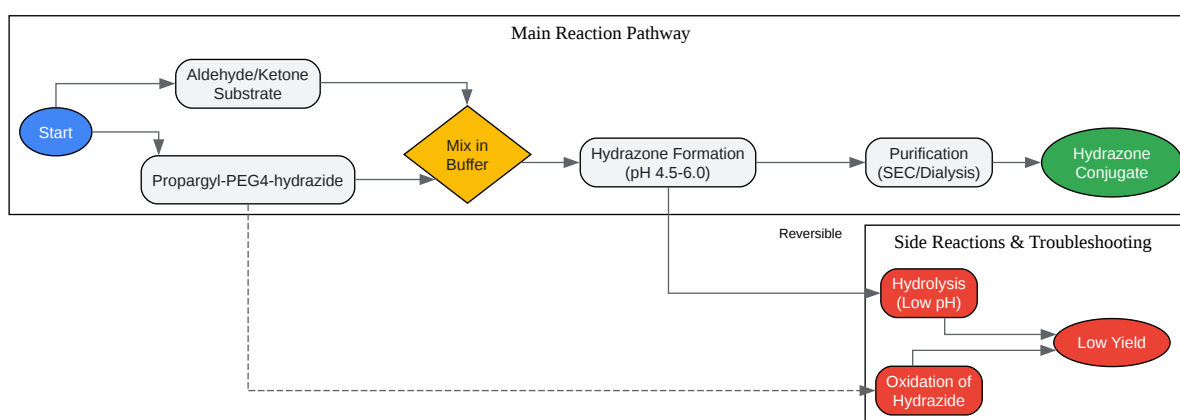 Main Reaction Pathway
Start
Aldehyde/Ketone
Substrate
Propargyl-PEG4-hydrazide
Mix in
Buffer
Hydrazone Formation
(pH 4.5-6.0)
Purification
(SEC/Dialysis)
Hydrazone
Conjugate
Reversible
Side Reactions & Troubleshooting
Hydrolysis
(Low pH)
Low Yield
Oxidation of
Hydrazide